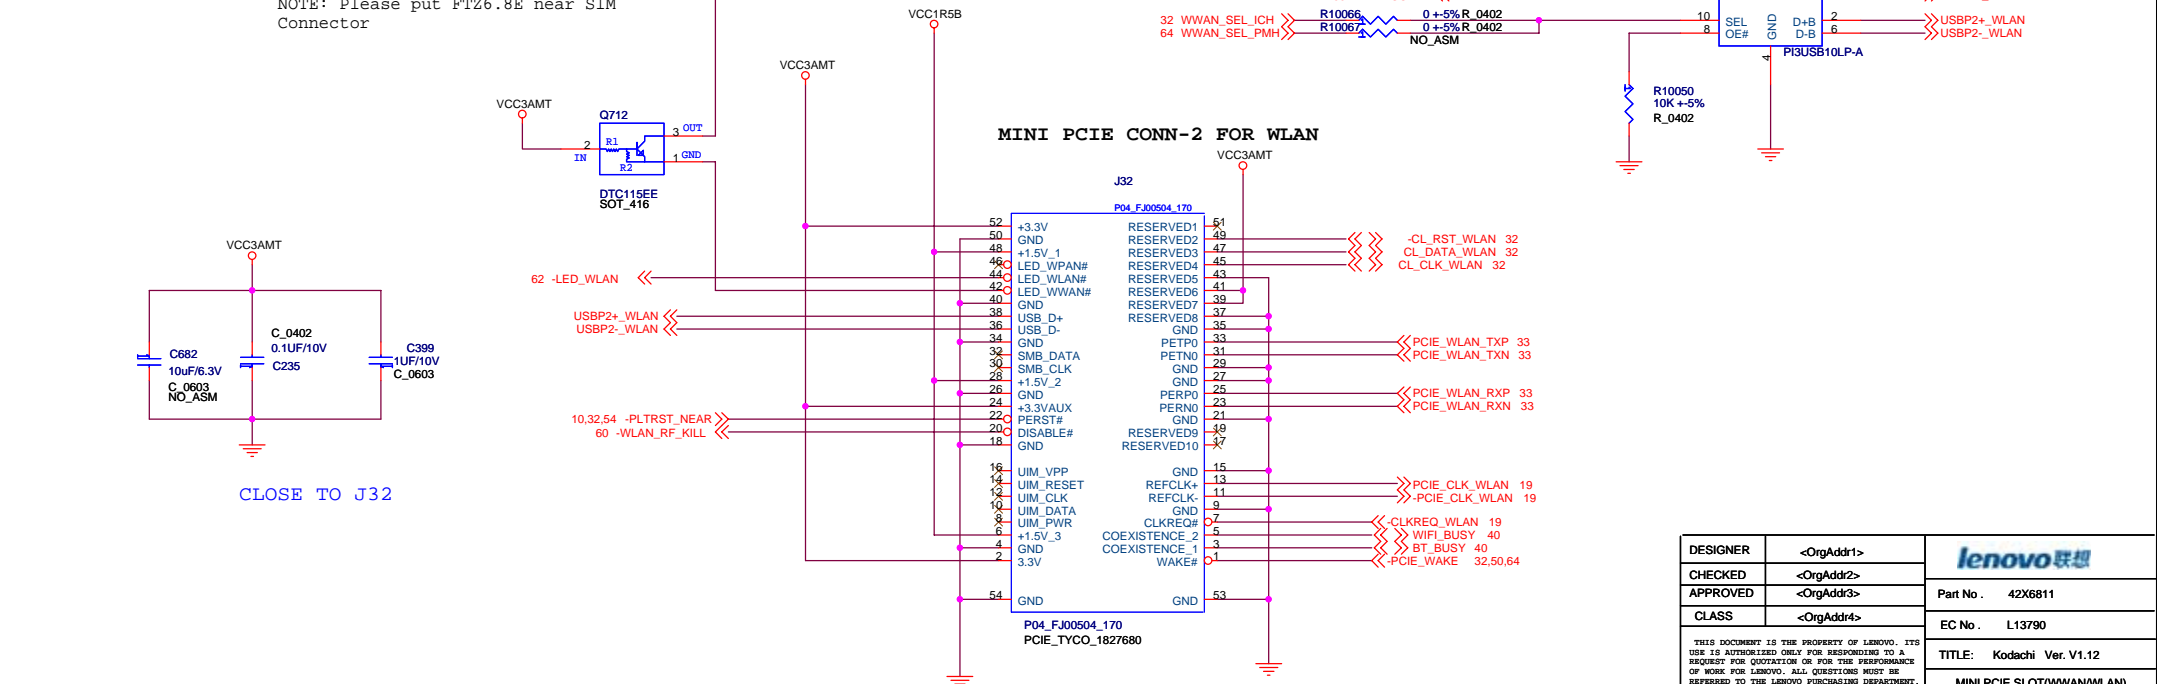 NOTE: Please put FTZ6.8E near SIM
Connector
VCC1R5B
VCC3AMT
VCC3AMT
Q712
2
IN
R1
R2
3 OUT
1 GND
DTC115EE
SOT_416
32 WWAN_SEL_ICH
64 WWAN_SEL_PMH
R10066
R10067
0 +-5% R_0402
0 +-5% R_0402
NO_ASM
10
8
SEL
OE#
GND
4
D+B
D-B
2
6
USBP2+_WLAN
USBP2-_WLAN
PI3USB10LP-A
1
R10050
10K +-5%
R_0402
MINI PCIE CONN-2 FOR WLAN
VCC3AMT
J32
P04_FJ00504_170
VCC3AMT
C682
10uF/6.3V
C_0603
NO_ASM
C_0402
0.1UF/10V
C235
C399
1UF/10V
C_0603
CLOSE TO J32
62 -LED_WLAN
USBP2+_WLAN
USBP2-_WLAN
10,32,54 -PLTRST_NEAR
60 -WLAN_RF_KILL
52 +3.3V
50 GND
48 +1.5V_1
46 LED_WPAN#
44 LED_WLAN#
42 LED_WWAN#
40 GND
38 USB_D+
36 USB_D-
34 GND
32 SMB_DATA
30 SMB_CLK
28 +1.5V_2
26 GND
24 +3.3VAUX
22 PERST#
20 DISABLE#
18 GND
16 UIM_VPP
14 UIM_RESET
12 UIM_CLK
10 UIM_DATA
8 UIM_PWR
6 +1.5V_3
4 GND
2 3.3V
54 GND
RESERVED1 51
RESERVED2 49
RESERVED3 47
RESERVED4 45
RESERVED5 43
RESERVED6 41
RESERVED7 39
RESERVED8 37
GND 35
PETP0 33
PETN0 31
GND 29
GND 27
PERP0 25
PERN0 23
GND 21
RESERVED9 19
RESERVED10 17
GND 15
REFCLK+ 13
REFCLK- 11
GND 9
CLKREQ# 7
COEXISTENCE_2 5
COEXISTENCE_1 3
WAKE# 1
GND 53
-CL_RST_WLAN 32
CL_DATA_WLAN 32
CL_CLK_WLAN 32
PCIE_WLAN_TXP 33
PCIE_WLAN_TXN 33
PCIE_WLAN_RXP 33
PCIE_WLAN_RXN 33
PCIE_CLK_WLAN 19
-PCIE_CLK_WLAN 19
-CLKREQ_WLAN 19
WIFI_BUSY 40
BT_BUSY 40
-PCIE_WAKE 32,50,64
P04_FJ00504_170
PCIE_TYCO_1827680
DESIGNER <OrgAddr1>
CHECKED <OrgAddr2>
APPROVED <OrgAddr3>
CLASS <OrgAddr4>
THIS DOCUMENT IS THE PROPERTY OF LENOVO. ITS
USE IS AUTHORIZED ONLY FOR RESPONDING TO A
REQUEST FOR QUOTATION OR FOR THE PERFORMANCE
OF WORK FOR LENOVO. ALL QUESTIONS MUST BE
REFERRED TO THE LENOVO PURCHASING DEPARTMENT.
lenovo联想
Part No . 42X6811
EC No . L13790
TITLE: Kodachi Ver. V1.12
MINI PCIE SLOT(WWAN/WLAN)